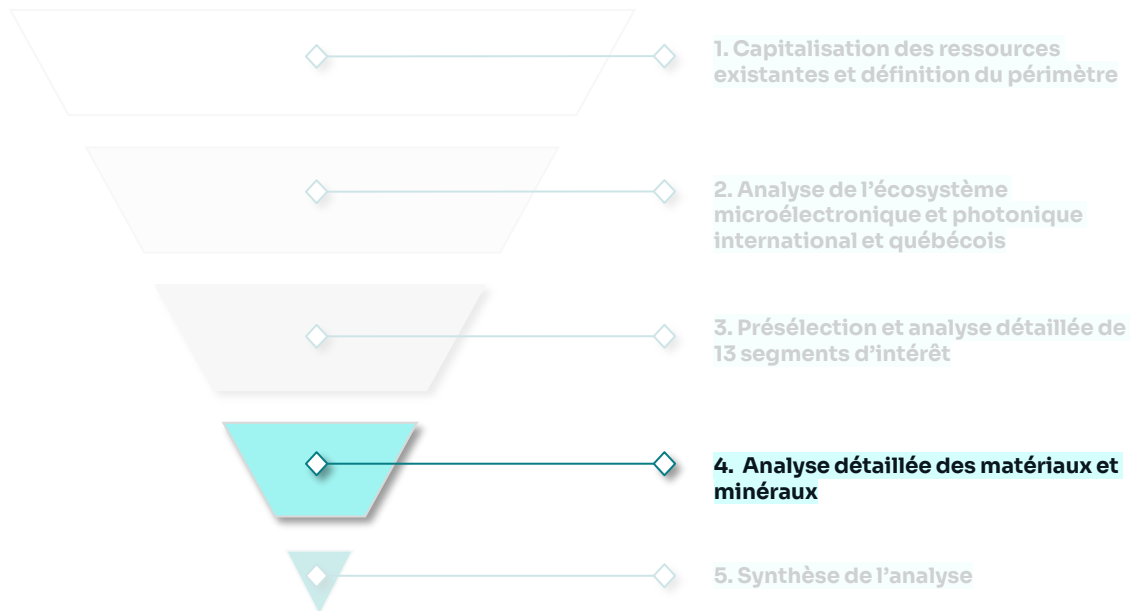 1. Capitalisation des ressources
existantes et définition du périmètre
2. Analyse de l’écosystème
microélectronique et photonique
international et québécois
3. Présélection et analyse détaillée de
13 segments d’intérêt
4. Analyse détaillée des matériaux et
minéraux
5. Synthèse de l’analyse